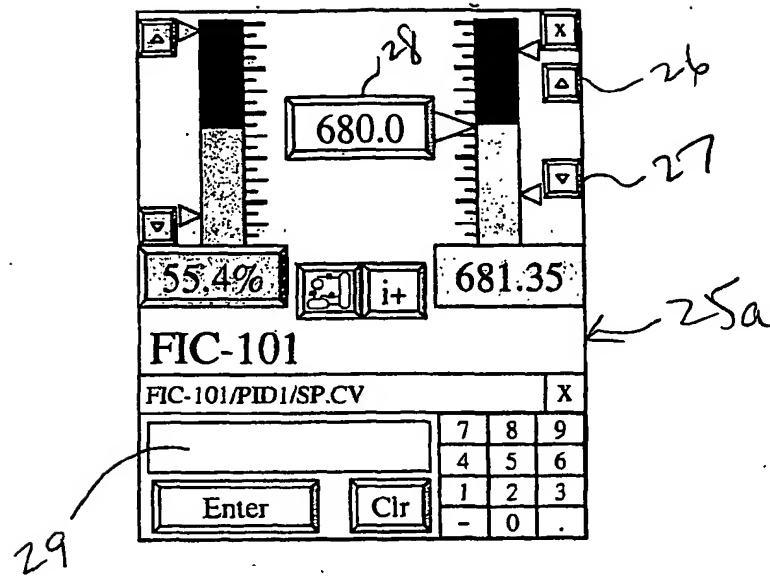 28
X
26
680.0
27
55.4%
i+
681.35
25a
FIC-101
FIC-101/PID1/SP.CV X
7 8 9
4 5 6
Enter Clr
1 2 3
- 0 .
29